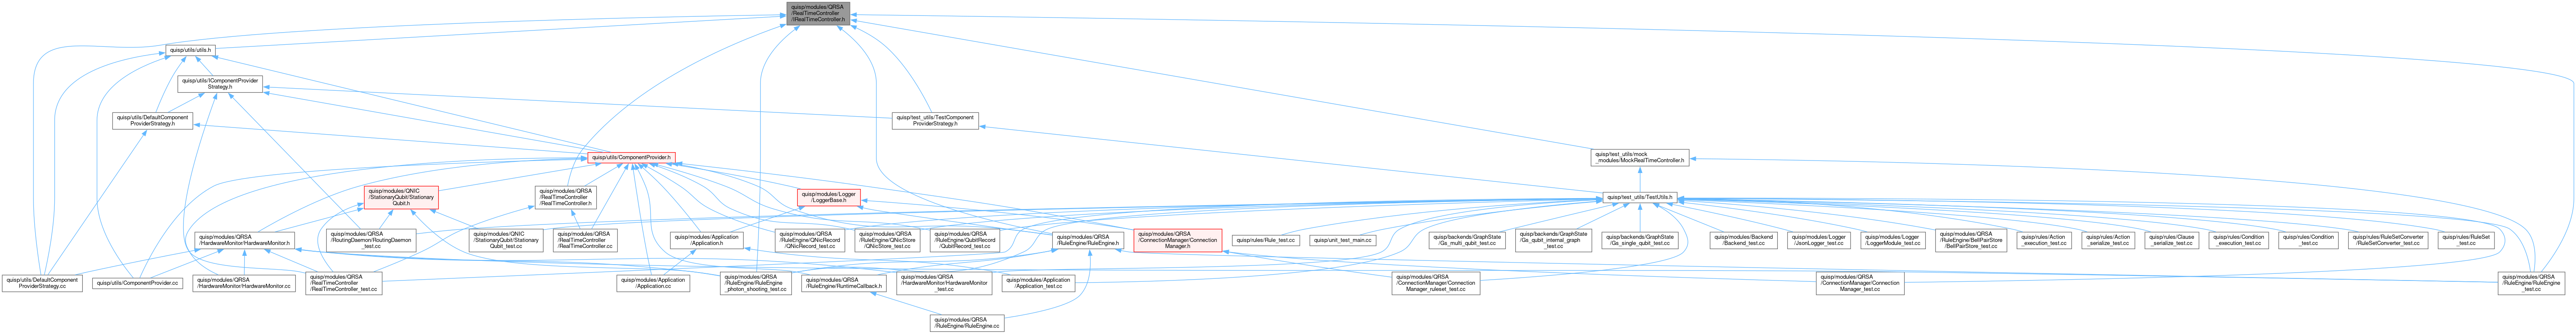 quisp/modules/QRSA
/RealTimeController
/IRealTimeController.h
quisp/utils/utils.h
quisp/utils/IComponentProvider
Strategy.h
quisp/utils/DefaultComponent
ProviderStrategy.h
quisp/test_utils/TestComponent
ProviderStrategy.h
quisp/utils/ComponentProvider.h
quisp/test_utils/mock
_modules/MockRealTimeController.h
quisp/modules/QNIC
/StationaryQubit/Stationary
Qubit.h
quisp/modules/QRSA
/RealTimeController
/RealTimeController.h
quisp/modules/Logger
/LoggerBase.h
quisp/test_utils/TestUtils.h
quisp/modules/QRSA
/HardwareMonitor/HardwareMonitor.h
quisp/modules/QRSA
/RoutingDaemon/RoutingDaemon
_test.cc
quisp/modules/QNIC
/StationaryQubit/Stationary
Qubit_test.cc
quisp/modules/QRSA
/RealTimeController
/RealTimeController.cc
quisp/modules/Application
/Application.h
quisp/modules/QRSA
/RuleEngine/QNicRecord
/QNicRecord_test.cc
quisp/modules/QRSA
/RuleEngine/QNicStore
/QNicStore_test.cc
quisp/modules/QRSA
/RuleEngine/QubitRecord
/QubitRecord_test.cc
quisp/modules/QRSA
/RuleEngine/RuleEngine.h
quisp/modules/QRSA
/ConnectionManager/Connection
Manager.h
quisp/rules/Rule_test.cc
quisp/unit_test_main.cc
quisp/backends/GraphState
/Gs_multi_qubit_test.cc
quisp/backends/GraphState
/Gs_qubit_internal_graph
_test.cc
quisp/backends/GraphState
/Gs_single_qubit_test.cc
quisp/modules/Backend
/Backend_test.cc
quisp/modules/Logger
/JsonLogger_test.cc
quisp/modules/Logger
/LoggerModule_test.cc
quisp/modules/QRSA
/RuleEngine/BellPairStore
/BellPairStore_test.cc
quisp/rules/Action
_execution_test.cc
quisp/rules/Action
_serialize_test.cc
quisp/rules/Clause
_serialize_test.cc
quisp/rules/Condition
_execution_test.cc
quisp/rules/Condition
_test.cc
quisp/modules/RuleSetConverter
/RuleSetConverter_test.cc
quisp/rules/RuleSet
_test.cc
quisp/utils/DefaultComponent
ProviderStrategy.cc
quisp/utils/ComponentProvider.cc
quisp/modules/QRSA
/HardwareMonitor/HardwareMonitor.cc
quisp/modules/QRSA
/RealTimeController
/RealTimeController_test.cc
quisp/modules/Application
/Application.cc
quisp/modules/QRSA
/RuleEngine/RuleEngine
_photon_shooting_test.cc
quisp/modules/QRSA
/RuleEngine/RuntimeCallback.h
quisp/modules/QRSA
/HardwareMonitor/HardwareMonitor
_test.cc
quisp/modules/Application
/Application_test.cc
quisp/modules/QRSA
/ConnectionManager/Connection
Manager_ruleset_test.cc
quisp/modules/QRSA
/ConnectionManager/Connection
Manager_test.cc
quisp/modules/QRSA
/RuleEngine/RuleEngine
_test.cc
quisp/modules/QRSA
/RuleEngine/RuleEngine.cc